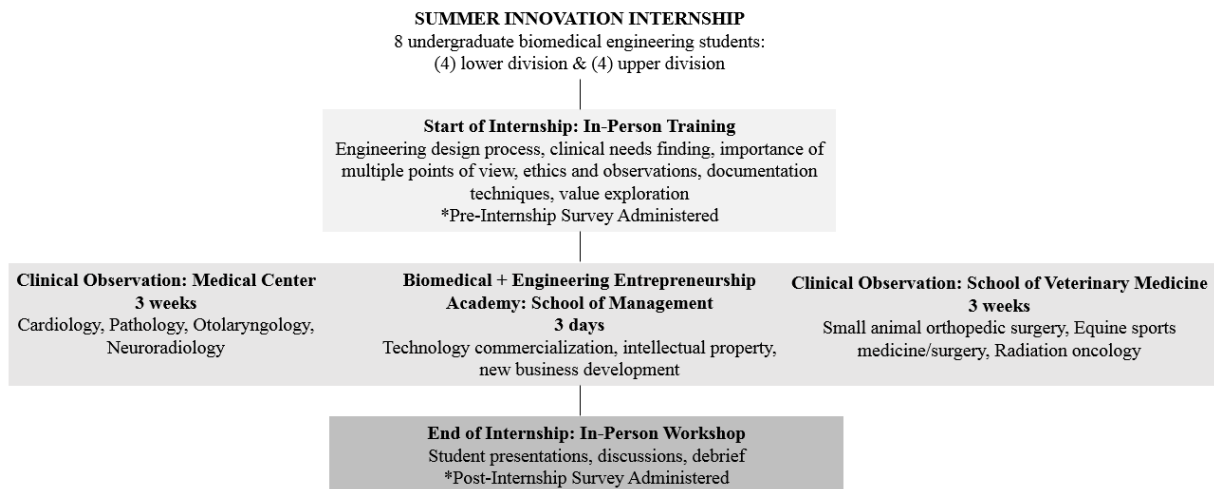 SUMMER INNOVATION INTERNSHIP
8 undergraduate biomedical engineering students:
(4) lower division & (4) upper division
Start of Internship: In-Person Training
Engineering design process, clinical needs finding, importance of
multiple points of view, ethics and observations, documentation
techniques, value exploration
*Pre-Internship Survey Administered
Clinical Observation: Medical Center
3 weeks
Cardiology, Pathology, Otolaryngology,
Neuroradiology
Biomedical + Engineering Entrepreneurship
Academy: School of Management
3 days
Technology commercialization, intellectual property,
new business development
Clinical Observation: School of Veterinary Medicine
3 weeks
Small animal orthopedic surgery, Equine sports
medicine/surgery, Radiation oncology
End of Internship: In-Person Workshop
Student presentations, discussions, debrief
*Post-Internship Survey Administered